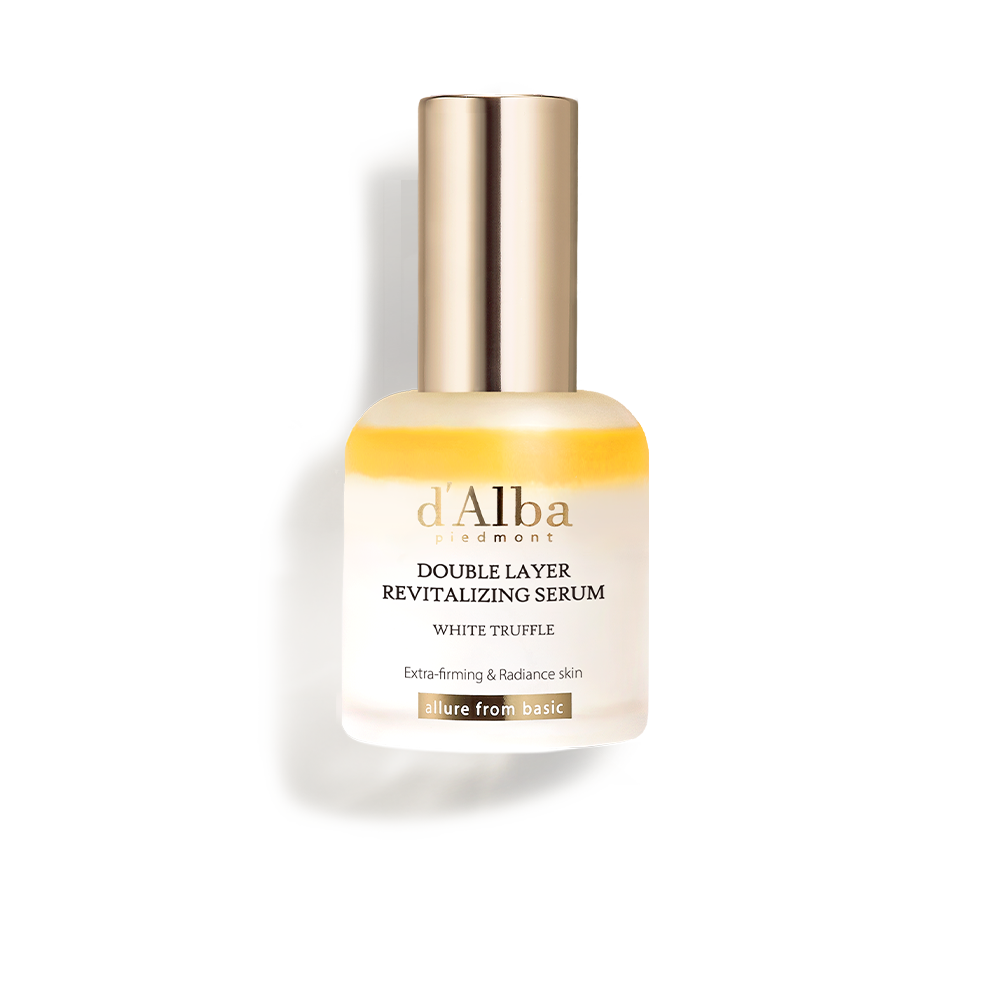 d'Alba
piedmont
DOUBLE LAYER
REVITALIZING SERUM
WHITE TRUFFLE
Extra-firming & Radiance skin
allure from basic